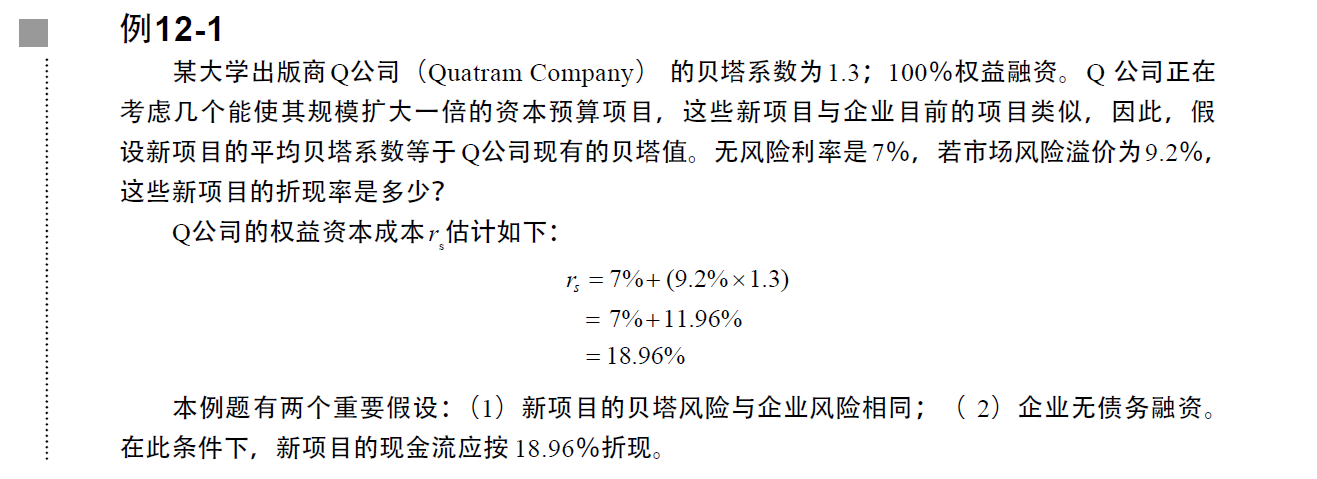 例12-1
某大学出版商Q公司（Quatram Company） 的贝塔系数为1.3；100%权益融资。Q 公司正在
考虑几个能使其规模扩大一倍的资本预算项目，这些新项目与企业目前的项目类似，因此，假
设新项目的平均贝塔系数等于Q公司现有的贝塔值。无风险利率是7%，若市场风险溢价为9.2%，
这些新项目的折现率是多少？
Q公司的权益资本成本rs估计如下：
rs = 7%+(9.2%×1.3)
= 7%+11.96%
=18.96%
本例题有两个重要假设：（1）新项目的贝塔风险与企业风险相同；（ 2）企业无债务融资。
在此条件下，新项目的现金流应按18.96%折现。